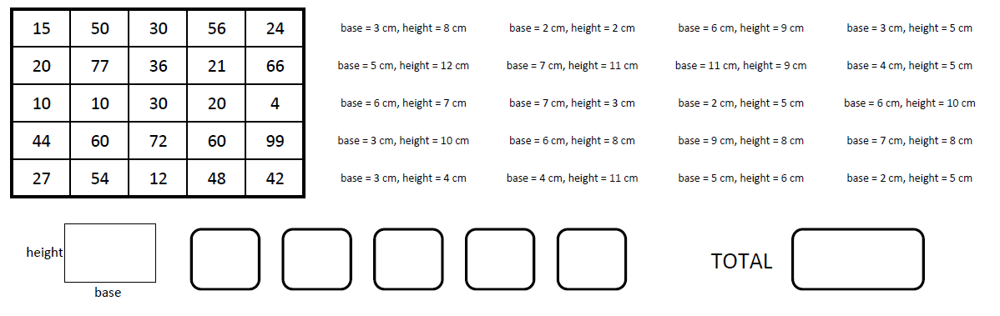 15 50 30 56 24 base = 3 cm, height = 8 cm base = 2 cm, height = 2 cm base = 6 cm, height = 9 cm base = 3 cm, height = 5 cm
20 77 36 21 66 base = 5 cm, height = 12 cm base = 7 cm, height = 11 cm base = 11 cm, height = 9 cm base = 4 cm, height = 5 cm
10 10 30 20 4 base = 6 cm, height = 7 cm base = 7 cm, height = 3 cm base = 2 cm, height = 5 cm base = 6 cm, height = 10 cm
44 60 72 60 99 base = 3 cm, height = 10 cm base = 6 cm, height = 8 cm base = 9 cm, height = 8 cm base = 7 cm, height = 8 cm
27 54 12 48 42 base = 3 cm, height = 4 cm base = 4 cm, height = 11 cm base = 5 cm, height = 6 cm base = 2 cm, height = 5 cm
height TOTAL
base